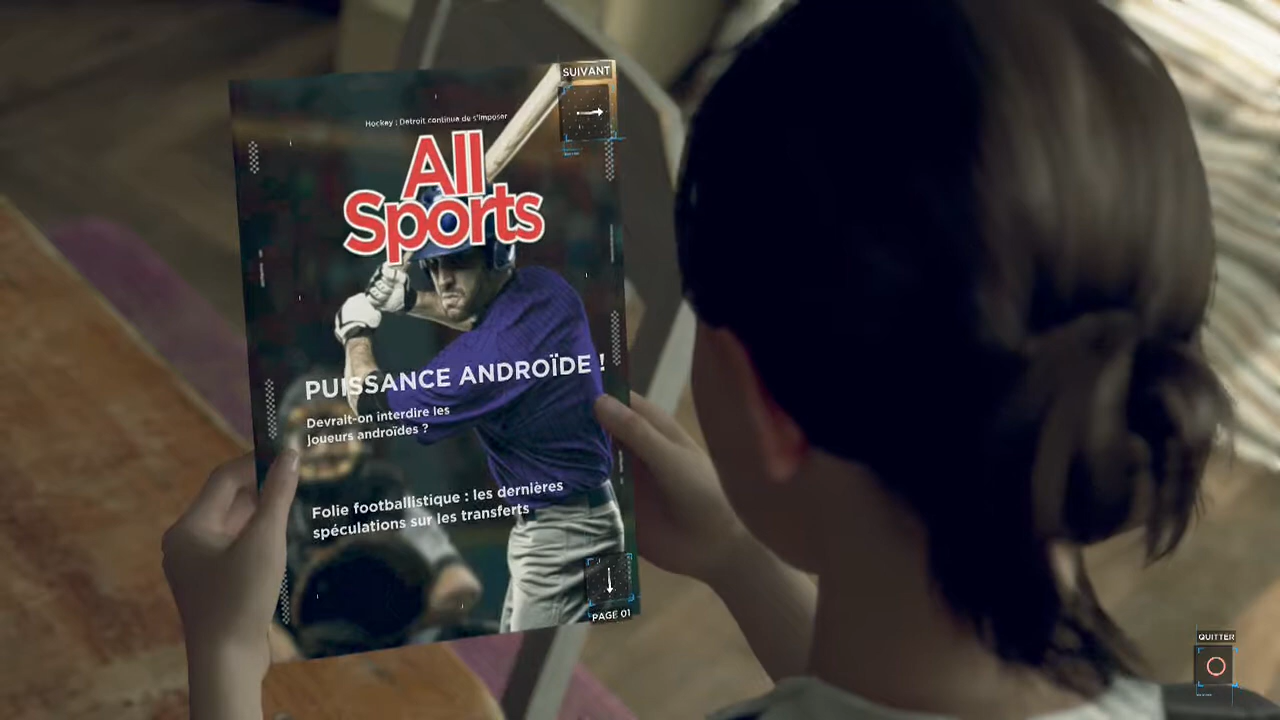 SUIVANT
Hockey : Detroit continue de s'imposer
All
Sports
PUISSANCE ANDROÏDE !
Devrait-on interdire les
joueurs androïdes ?
Folie footballistique : les dernières
spéculations sur les transferts
PAGE 01
QUITTER